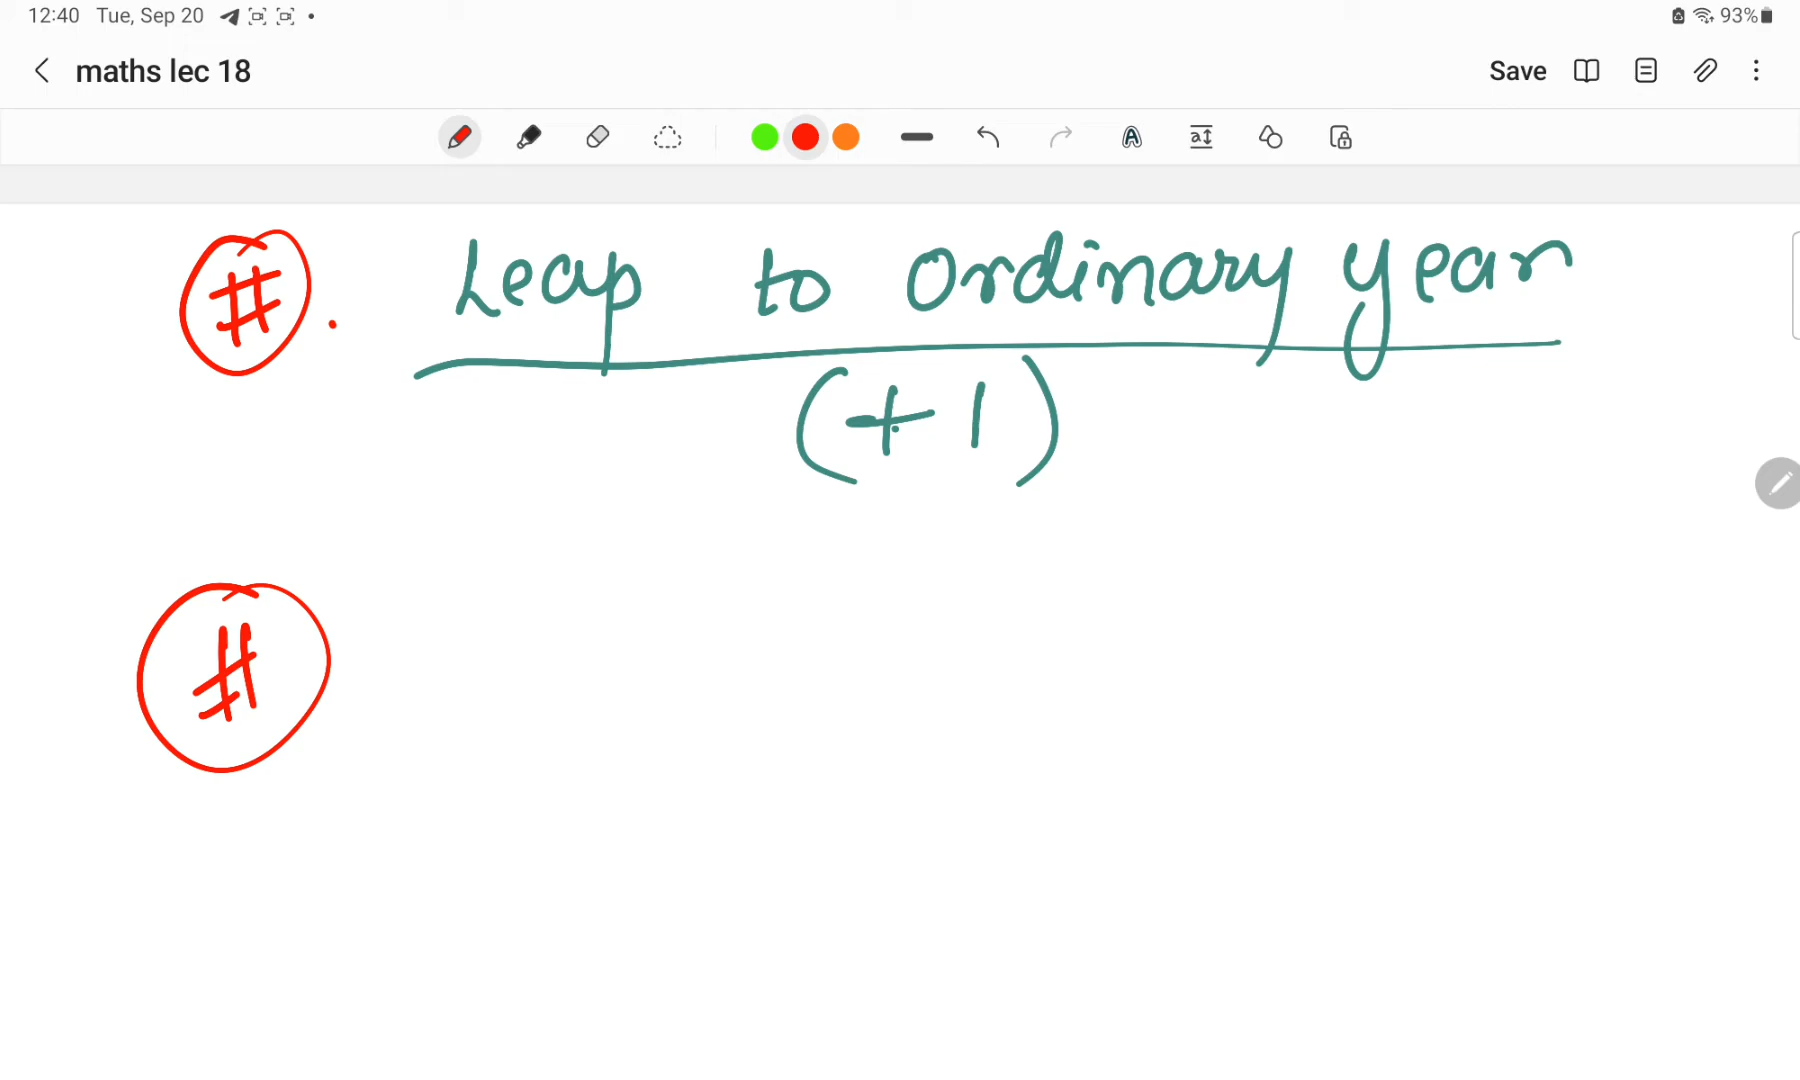 12:40 Tue, Sep 20 93%
maths lec 18 Save
# . Leap to Ordinary year
(+1)
#